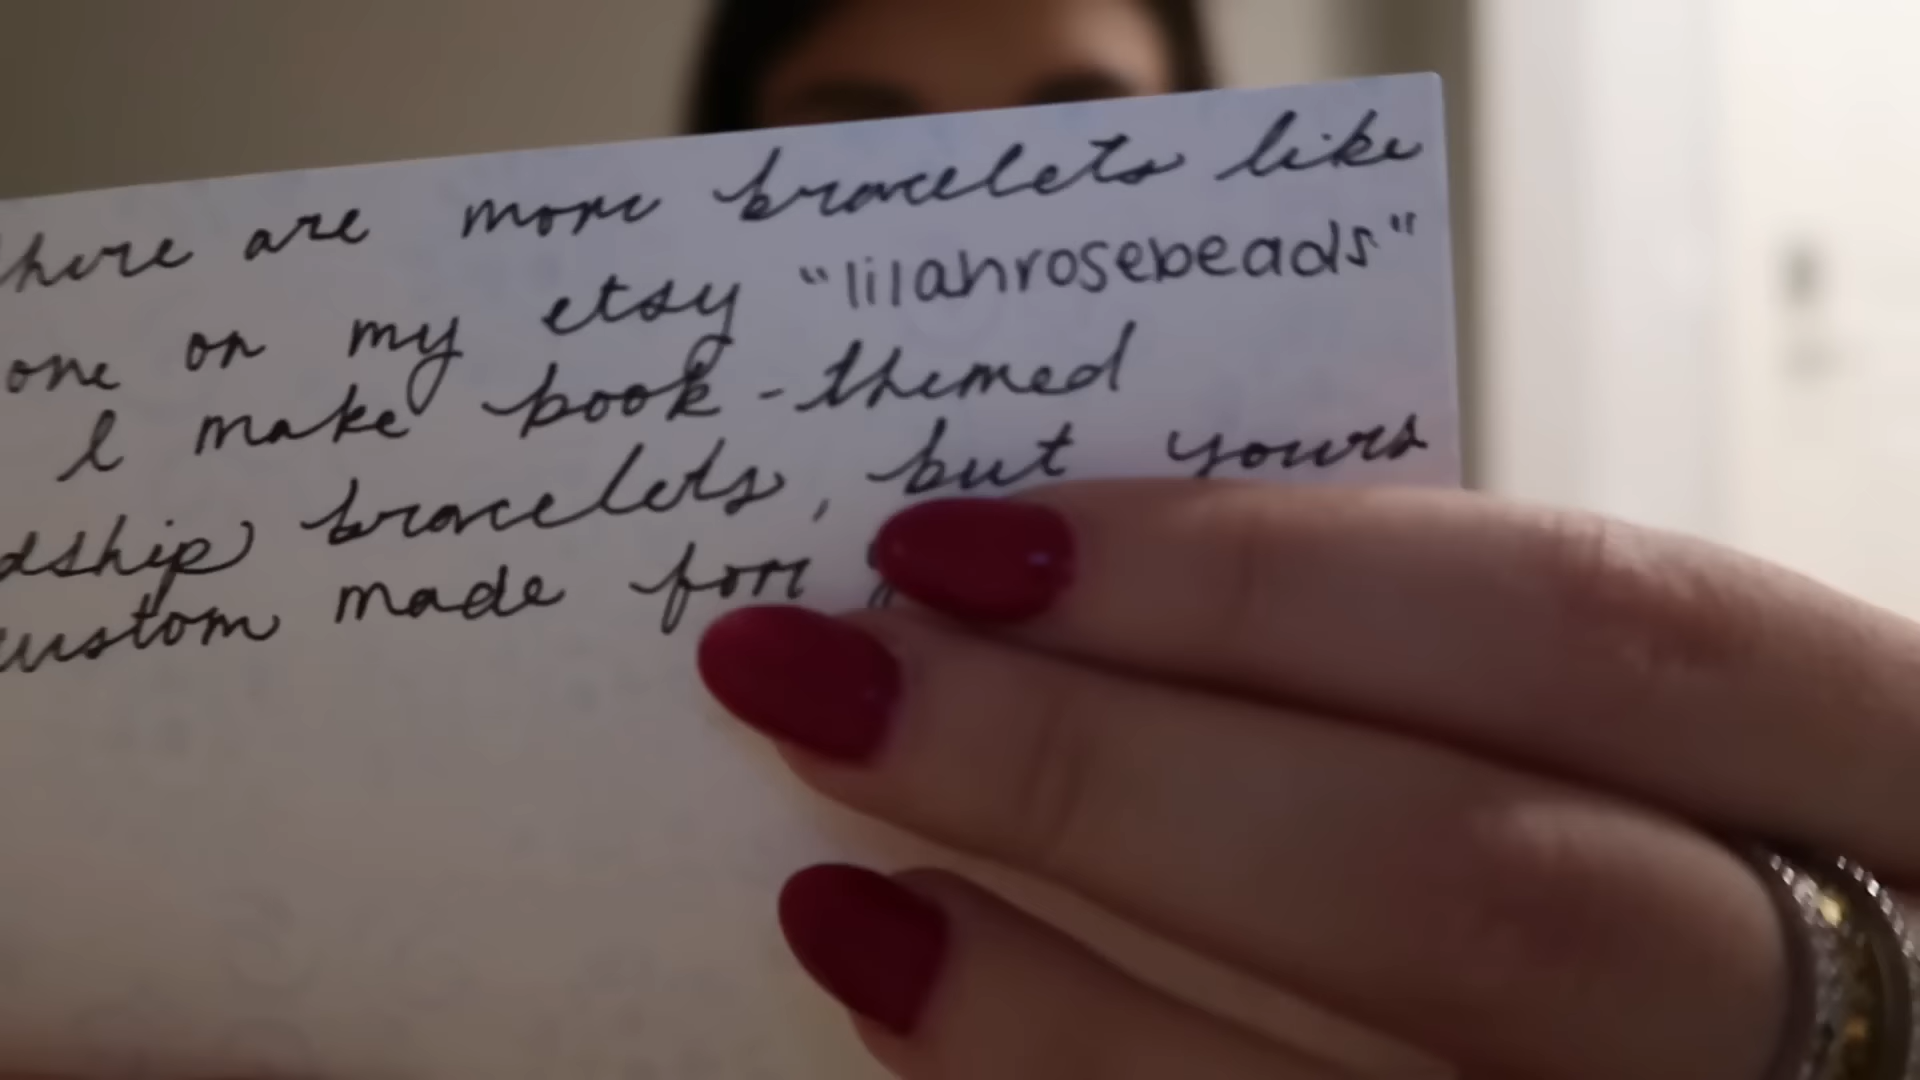 there are more bracelets like
one on my etsy "lilahrosebeads"
I make book-themed
dship bracelets, but yours
custom made for